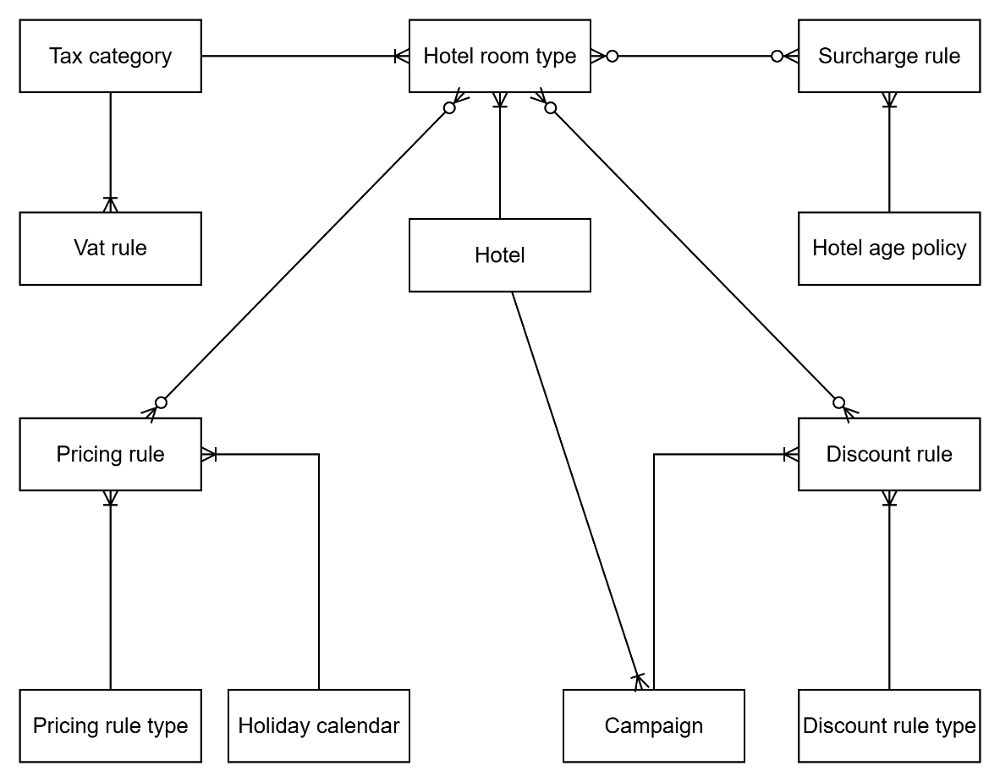 Tax category
Hotel room type
Surcharge rule
Vat rule
Hotel
Hotel age policy
Pricing rule
Discount rule
Pricing rule type
Holiday calendar
Campaign
Discount rule type